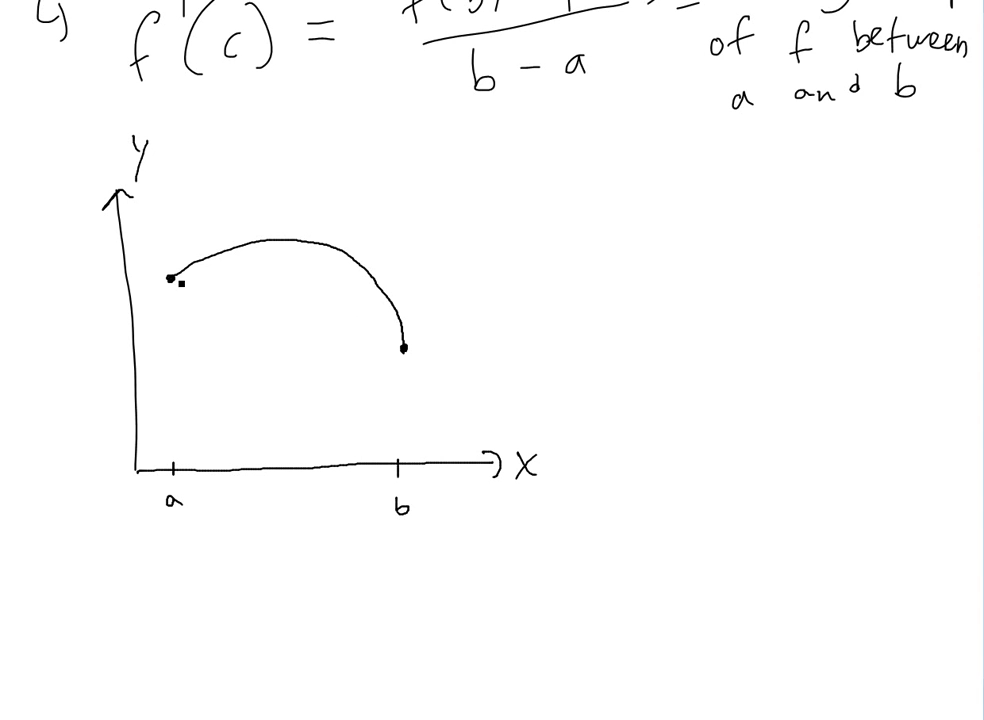 f'(c) =
b - a
of f between
a and b
y
x
a
b